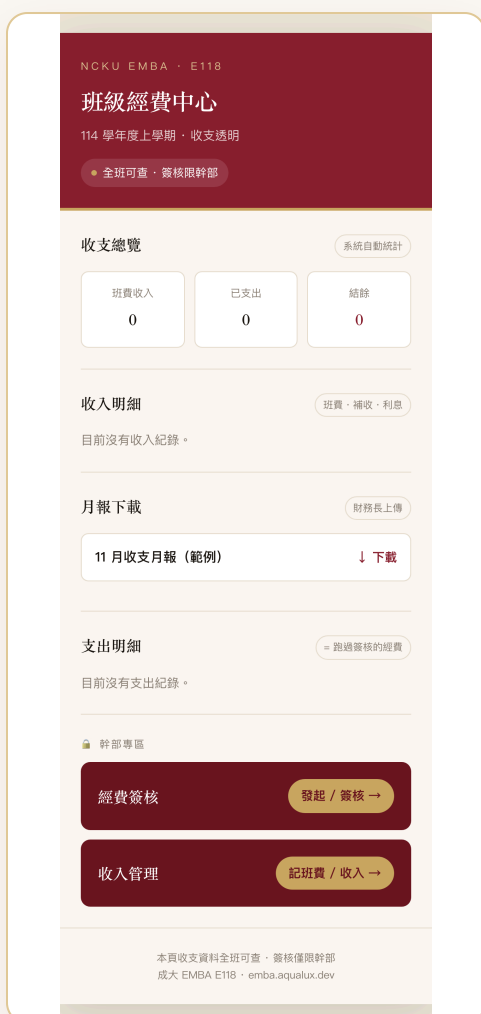 NCKU EMBA · E118
班級經費中心
114 學年度上學期 · 收支透明
全班可查 · 簽核限幹部
收支總覽
系統自動統計
班費收入
已支出
結餘
0
0
0
收入明細
班費 · 補收 · 利息
目前沒有收入紀錄。
月報下載
財務長上傳
11 月收支月報（範例）
↓ 下載
支出明細
= 跑過簽核的經費
目前沒有支出紀錄。
幹部專區
經費簽核
發起 / 簽核 →
收入管理
記班費 / 收入 →
本頁收支資料全班可查 · 簽核僅限幹部
成大 EMBA E118 · emba.aqualux.dev